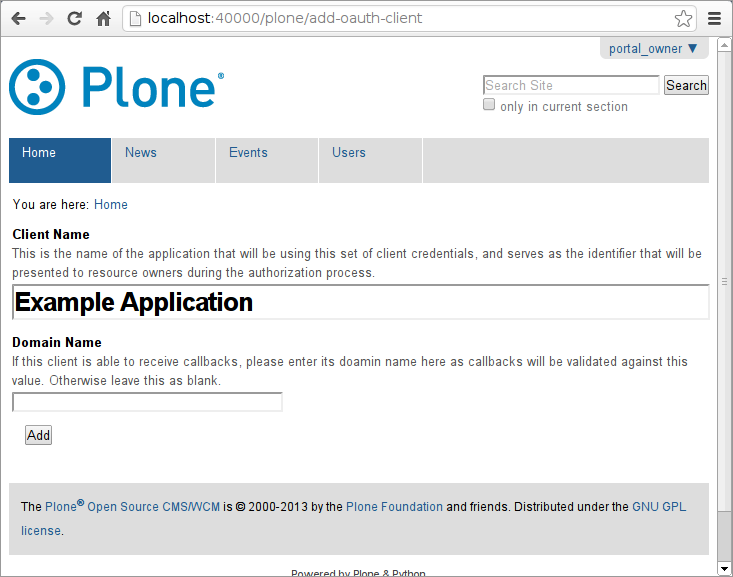 localhost:40000/plone/add-oauth-client
portal_owner ▼
Plone®
Search Site Search
only in current section
Home News Events Users
You are here: Home
Client Name
This is the name of the application that will be using this set of client credentials, and serves as the identifier that will be
presented to resource owners during the authorization process.
Example Application
Domain Name
If this client is able to receive callbacks, please enter its doamin name here as callbacks will be validated against this
value. Otherwise leave this as blank.
Add
The Plone® Open Source CMS/WCM is © 2000-2013 by the Plone Foundation and friends. Distributed under the GNU GPL
license.
Powered by Plone & Python